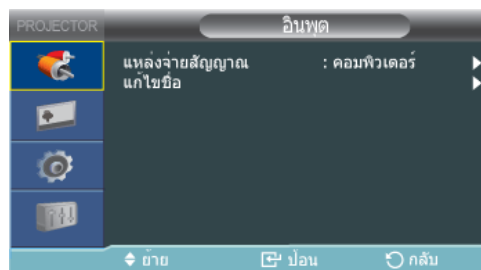 PROJECTOR
อินพุต
แหล่งจ่ายสัญญาณ : คอมพิวเตอร์
แก้ไขชื่อ
ย้าย ป้อน กลับ